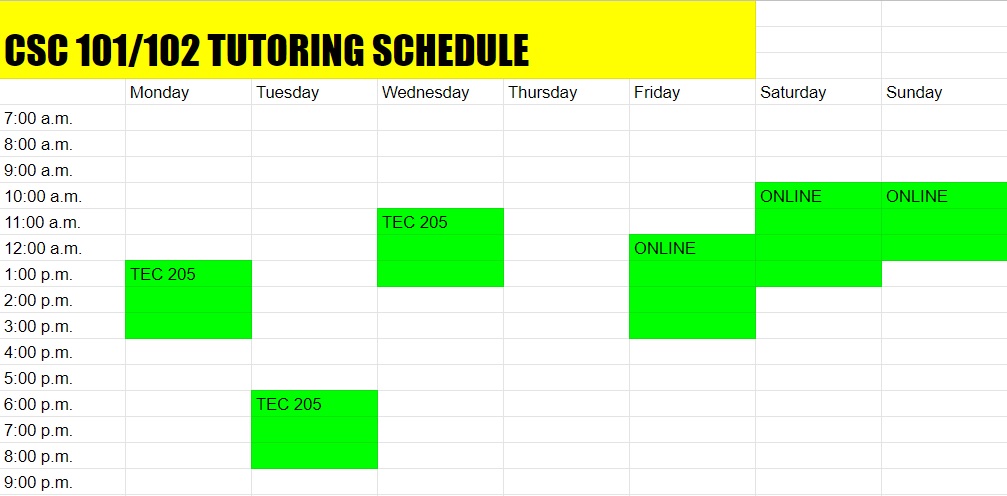 CSC 101/102 TUTORING SCHEDULE
Monday Tuesday Wednesday Thursday Friday Saturday Sunday
7:00 a.m.
8:00 a.m.
9:00 a.m.
10:00 a.m. ONLINE ONLINE
11:00 a.m. TEC 205
12:00 a.m. ONLINE
1:00 p.m. TEC 205
2:00 p.m.
3:00 p.m.
4:00 p.m.
5:00 p.m.
6:00 p.m. TEC 205
7:00 p.m.
8:00 p.m.
9:00 p.m.